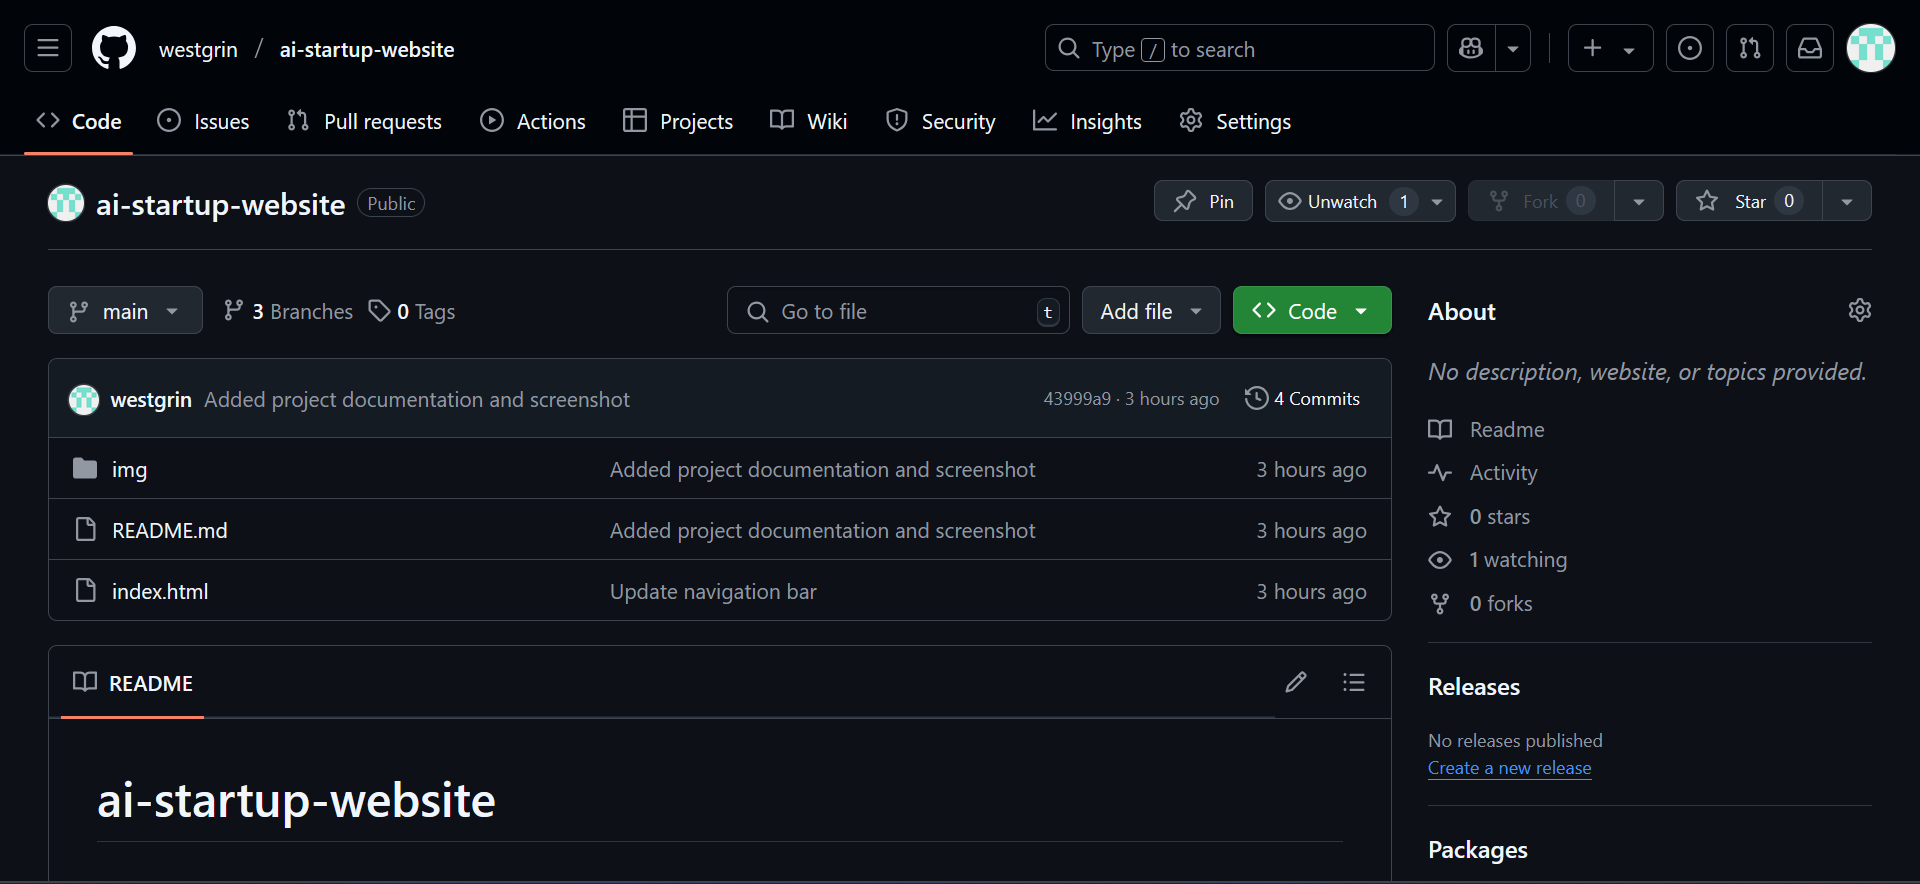 westgrin / ai-startup-website
Type / to search
Code
Issues
Pull requests
Actions
Projects
Wiki
Security
Insights
Settings
ai-startup-website
Public
Pin
Unwatch 1
Fork 0
Star 0
main
3 Branches
0 Tags
Go to file
t
Add file
Code
westgrin Added project documentation and screenshot
43999a9 · 3 hours ago
4 Commits
img Added project documentation and screenshot 3 hours ago
README.md Added project documentation and screenshot 3 hours ago
index.html Update navigation bar 3 hours ago
README
ai-startup-website
About
No description, website, or topics provided.
Readme
Activity
0 stars
1 watching
0 forks
Releases
No releases published
Create a new release
Packages